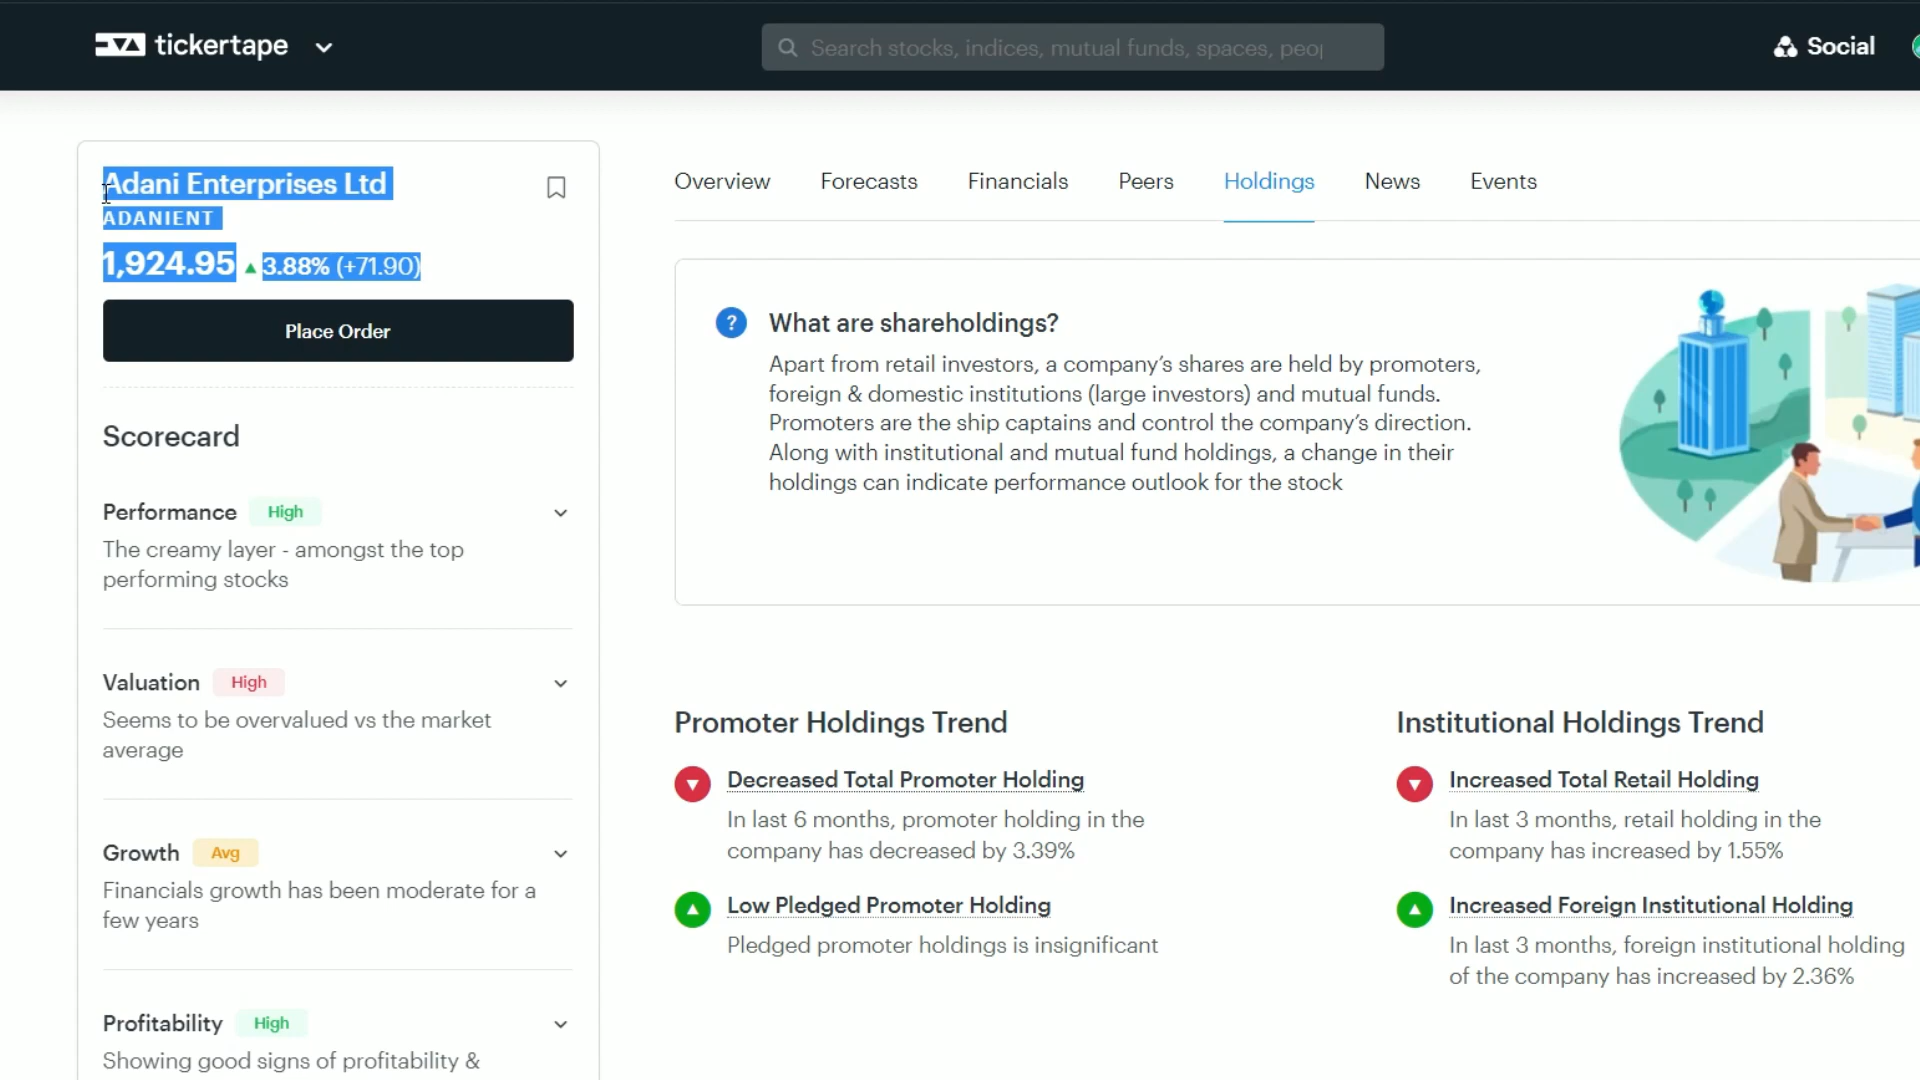 tickertape
Search stocks, indices, mutual funds, spaces, peop
Social
Adani Enterprises Ltd
ADANIENT
1,924.95 ▲ 3.88% (+71.90)
Place Order
Scorecard
Performance High
The creamy layer - amongst the top
performing stocks
Valuation High
Seems to be overvalued vs the market
average
Growth Avg
Financials growth has been moderate for a
few years
Profitability High
Showing good signs of profitability &
Overview Forecasts Financials Peers Holdings News Events
? What are shareholdings?
Apart from retail investors, a company’s shares are held by promoters,
foreign & domestic institutions (large investors) and mutual funds.
Promoters are the ship captains and control the company’s direction.
Along with institutional and mutual fund holdings, a change in their
holdings can indicate performance outlook for the stock
Promoter Holdings Trend
Decreased Total Promoter Holding
In last 6 months, promoter holding in the
company has decreased by 3.39%
Low Pledged Promoter Holding
Pledged promoter holdings is insignificant
Institutional Holdings Trend
Increased Total Retail Holding
In last 3 months, retail holding in the
company has increased by 1.55%
Increased Foreign Institutional Holding
In last 3 months, foreign institutional holding
of the company has increased by 2.36%